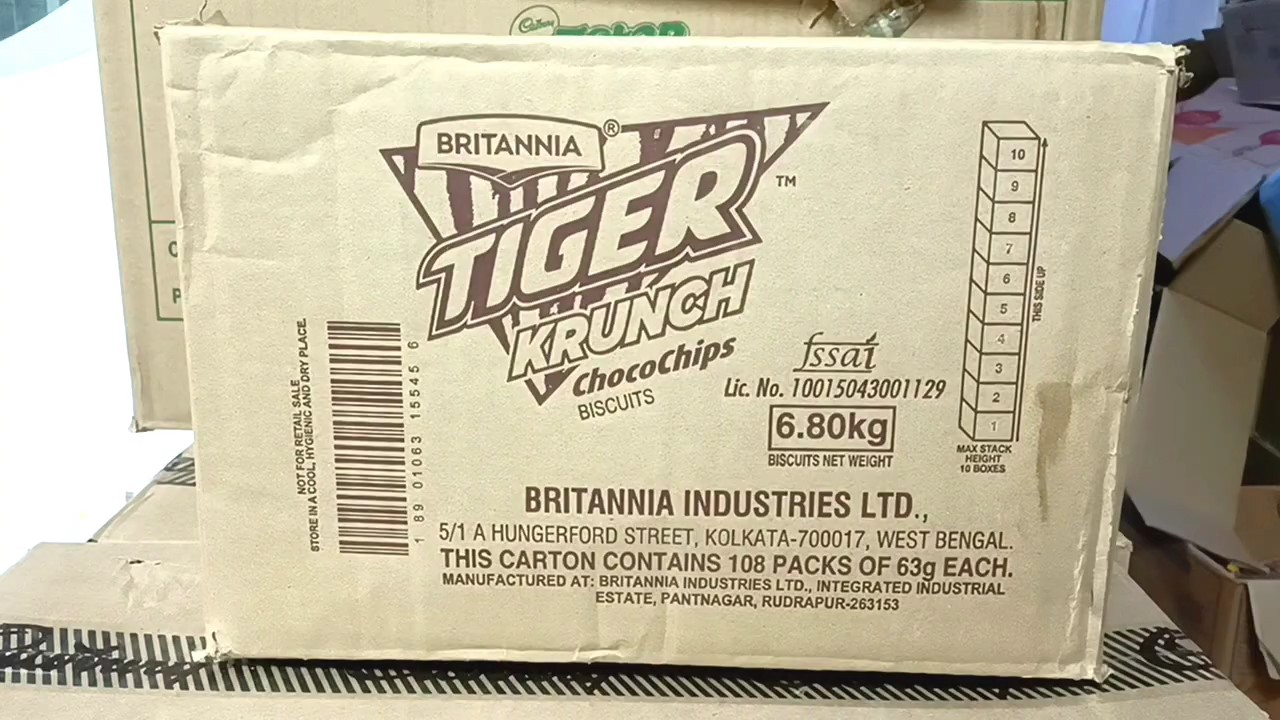 Cadbury
BRITANNIA ®
TIGER ™
KRUNCH
CHOCOCHIPS
BISCUITS
10
9
8
7
6
5
4
3
2
1
THIS SIDE UP
MAX STACK
HEIGHT
10 BOXES
fssai
Lic. No. 10015043001129
6.80kg
BISCUITS NET WEIGHT
NOT FOR RETAIL SALE
STORE IN A COOL, HYGIENIC AND DRY PLACE.
1 89 01063 15545 6
BRITANNIA INDUSTRIES LTD.,
5/1 A HUNGERFORD STREET, KOLKATA-700017, WEST BENGAL.
THIS CARTON CONTAINS 108 PACKS OF 63g EACH.
MANUFACTURED AT: BRITANNIA INDUSTRIES LTD., INTEGRATED INDUSTRIAL
ESTATE, PANTNAGAR, RUDRAPUR-263153